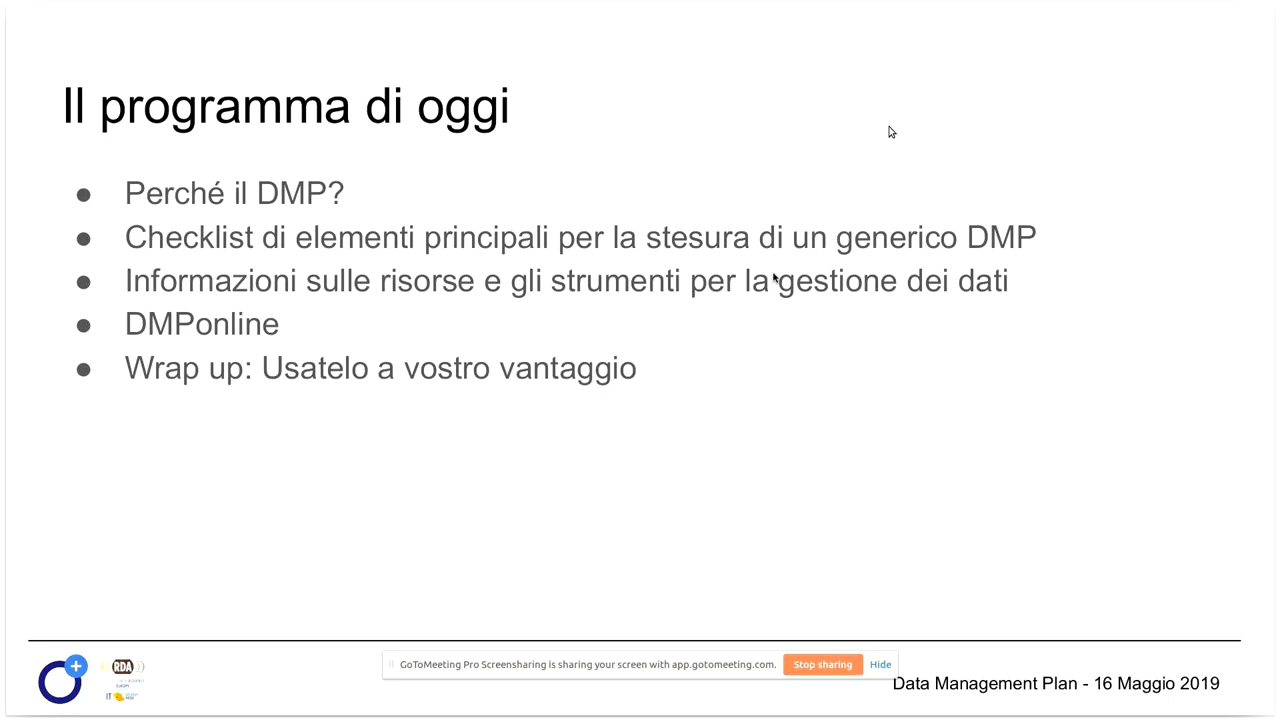 Il programma di oggi
● Perché il DMP?
● Checklist di elementi principali per la stesura di un generico DMP
● Informazioni sulle risorse e gli strumenti per la gestione dei dati
● DMPonline
● Wrap up: Usatelo a vostro vantaggio
RDA
IT
GoToMeeting Pro Screensharing is sharing your screen with app.gotomeeting.com. Stop sharing Hide
Data Management Plan - 16 Maggio 2019